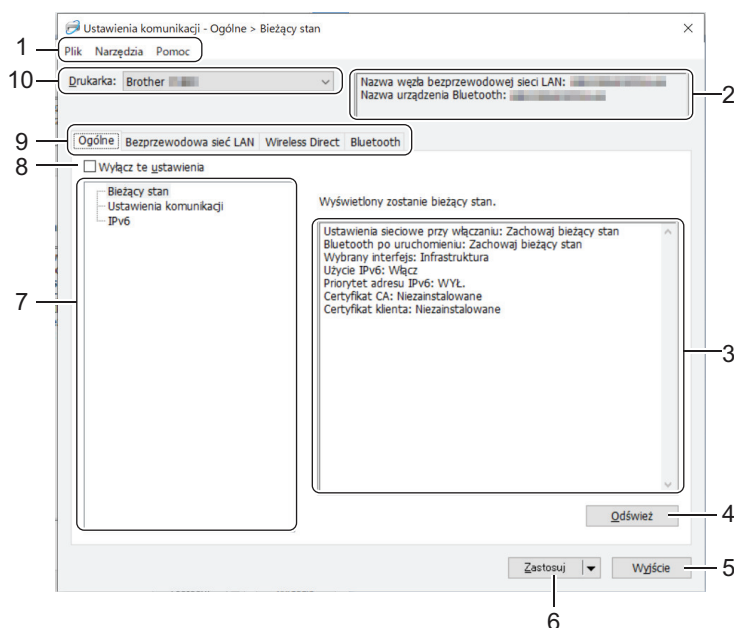 Ustawienia komunikacji - Ogólne > Bieżący stan
1
Plik Narzędzia Pomoc
10
Drukarka: Brother
Nazwa węzła bezprzewodowej sieci LAN:
Nazwa urządzenia Bluetooth:
2
9
Ogólne Bezprzewodowa sieć LAN Wireless Direct Bluetooth
8
Wyłącz te ustawienia
Bieżący stan
Ustawienia komunikacji
IPv6
7
Wyświetlony zostanie bieżący stan.
Ustawienia sieciowe przy włączaniu: Zachowaj bieżący stan
Bluetooth po uruchomieniu: Zachowaj bieżący stan
Wybrany interfejs: Infrastruktura
Użycie IPv6: Włącz
Priorytet adresu IPv6: WYŁ.
Certyfikat CA: Niezainstalowane
Certyfikat klienta: Niezainstalowane
3
Odśwież
4
Zastosuj
Wyjście
5
6